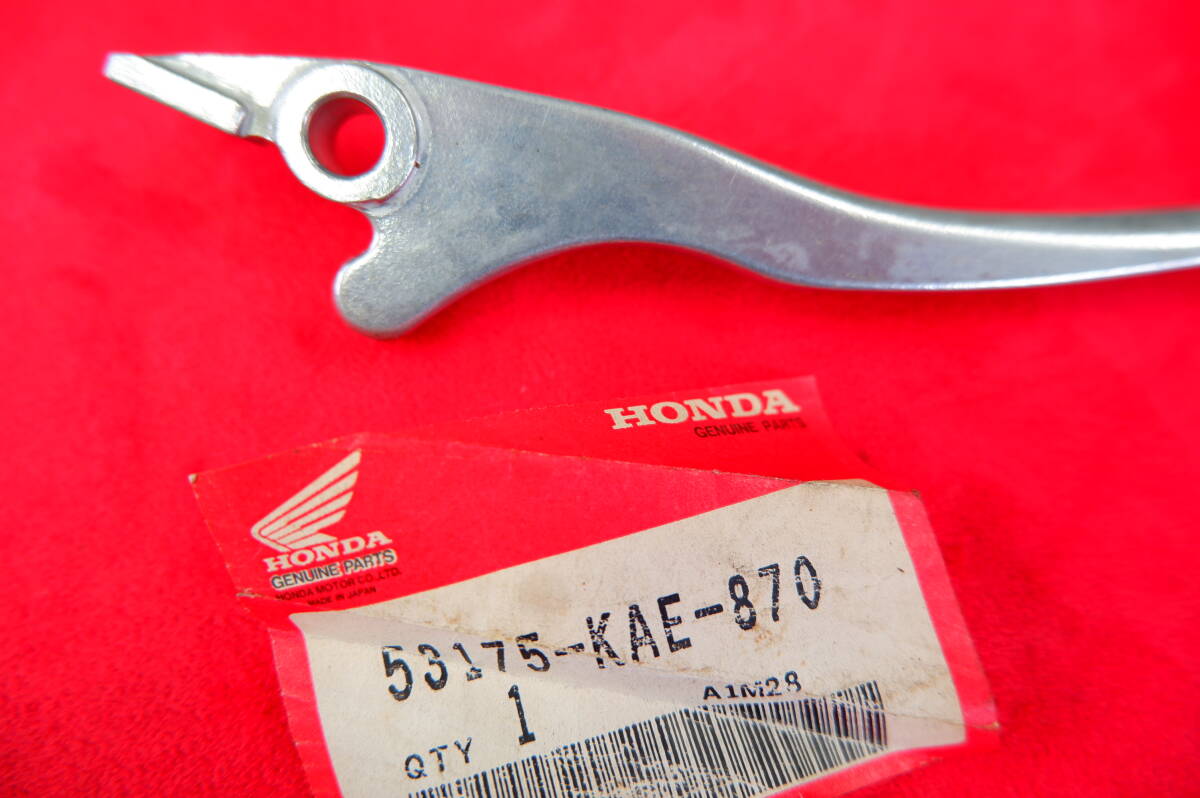 HONDA
GENUINE PARTS
HONDA
GENUINE PARTS
HONDA MOTOR CO.,LTD.
MADE IN JAPAN
53175-KAE-870
1
A1M28
QTY